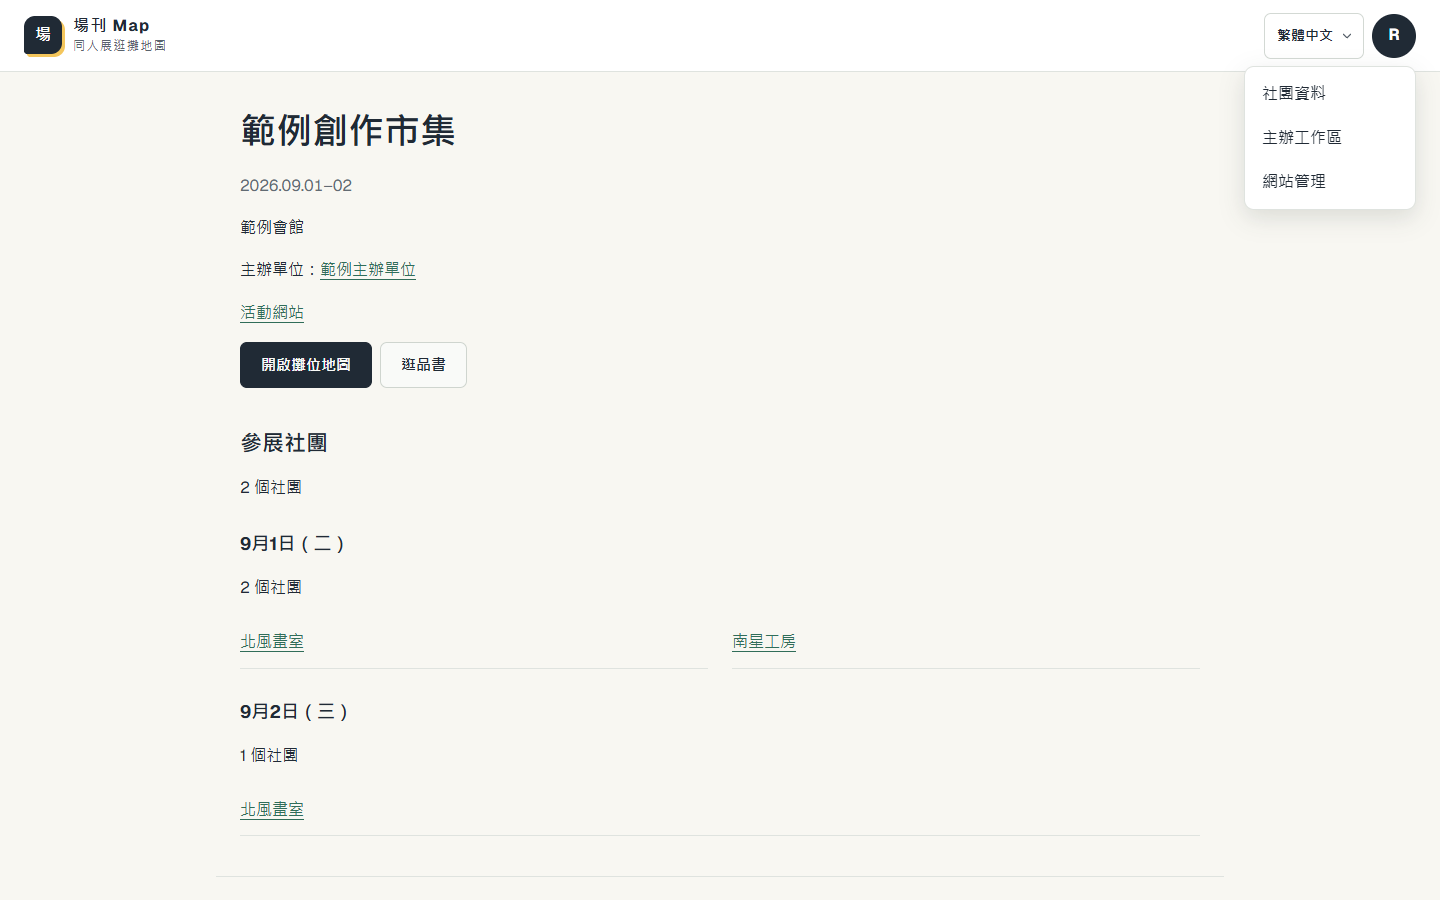 場
場刊 Map
同人展逛攤地圖
繁體中文
R
社團資料
主辦工作區
網站管理
範例創作市集
2026.09.01–02
範例會館
主辦單位：範例主辦單位
活動網站
開啟攤位地圖
逛品書
參展社團
2 個社團
9月1日（二）
2 個社團
北風畫室
南星工房
9月2日（三）
1 個社團
北風畫室